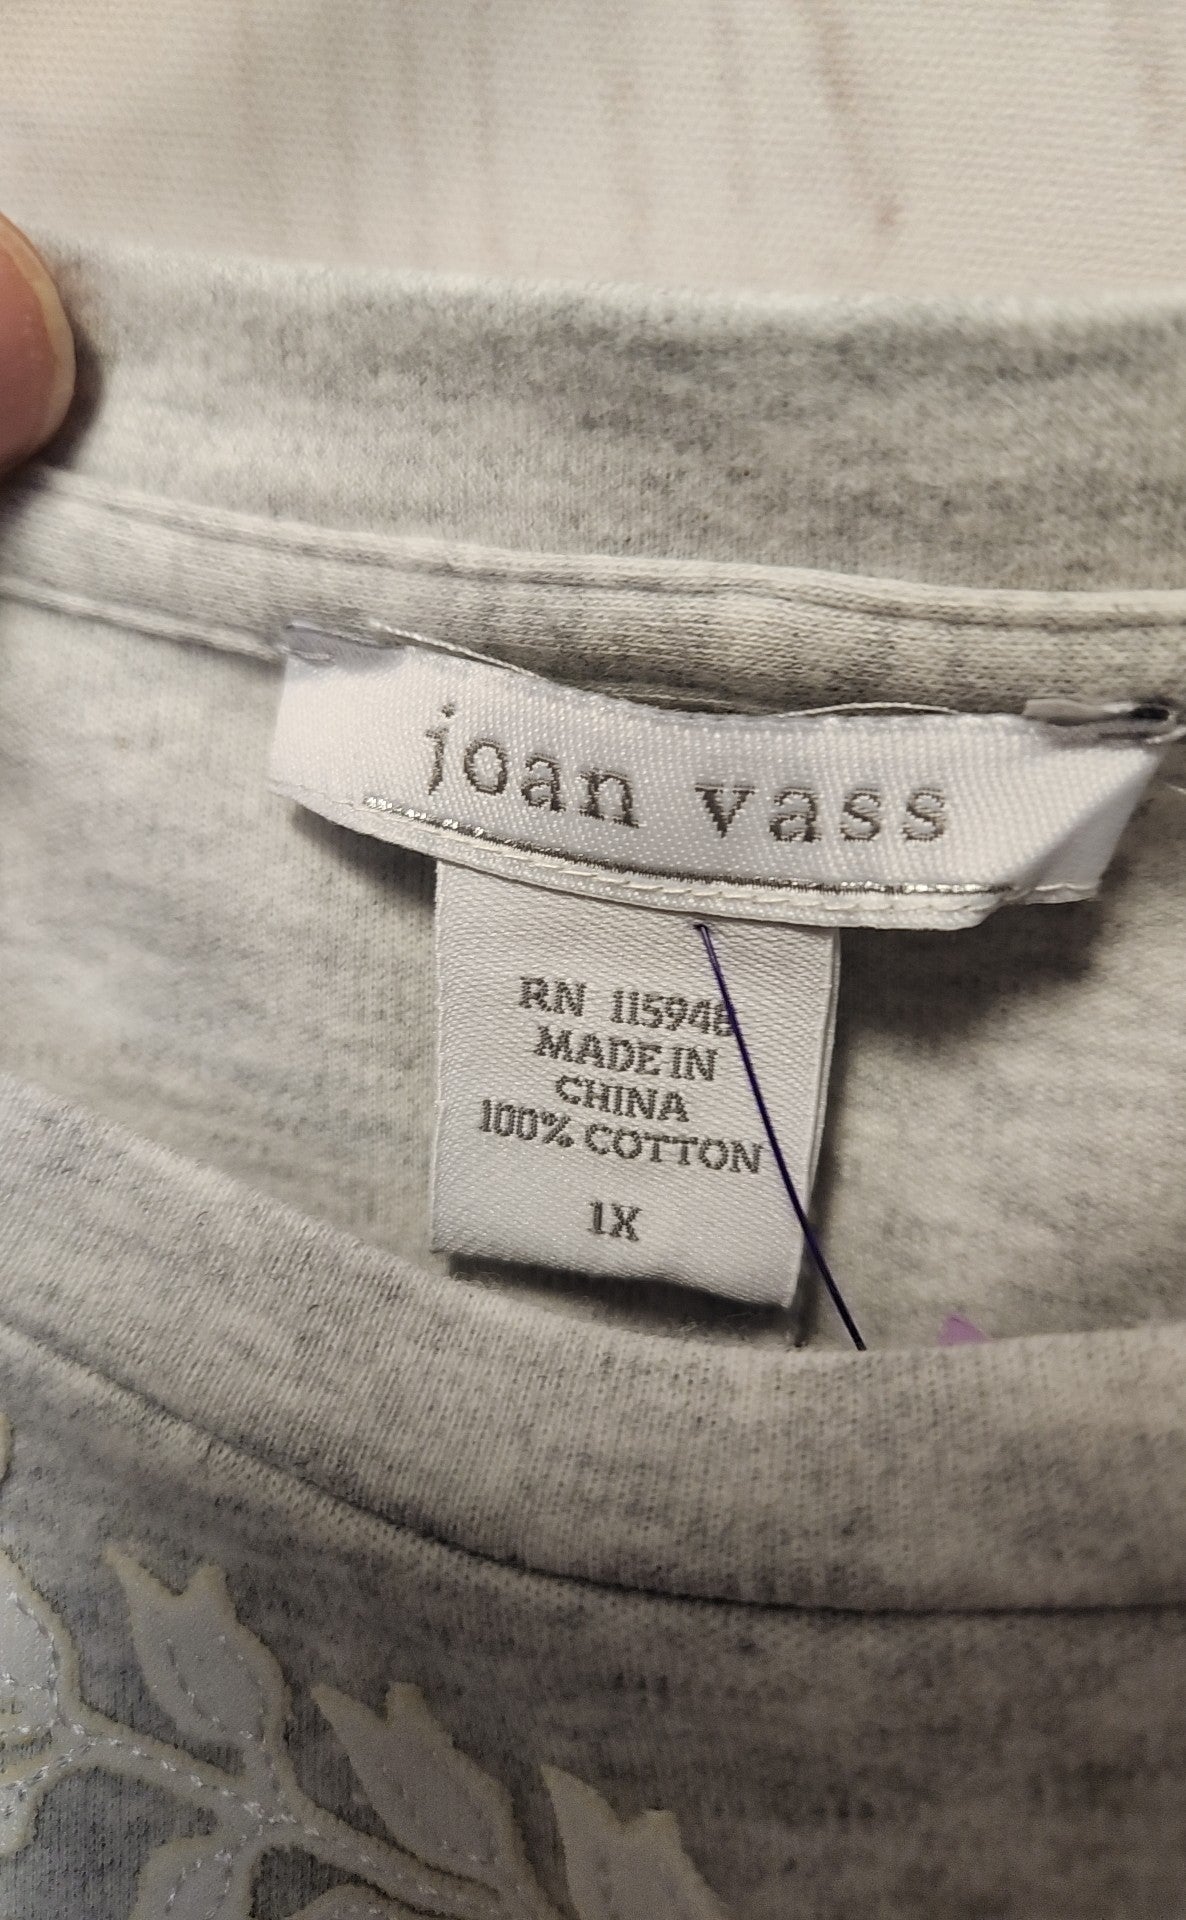 joan vass
RN 115948
MADE IN
CHINA
100% COTTON
1X